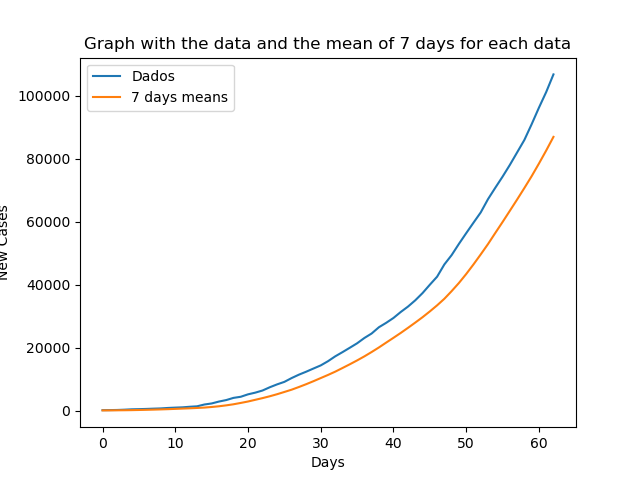 Graph with the data and the mean of 7 days for each data
Dados
7 days means
100000
80000
60000
40000
20000
0
New Cases
0 10 20 30 40 50 60
Days